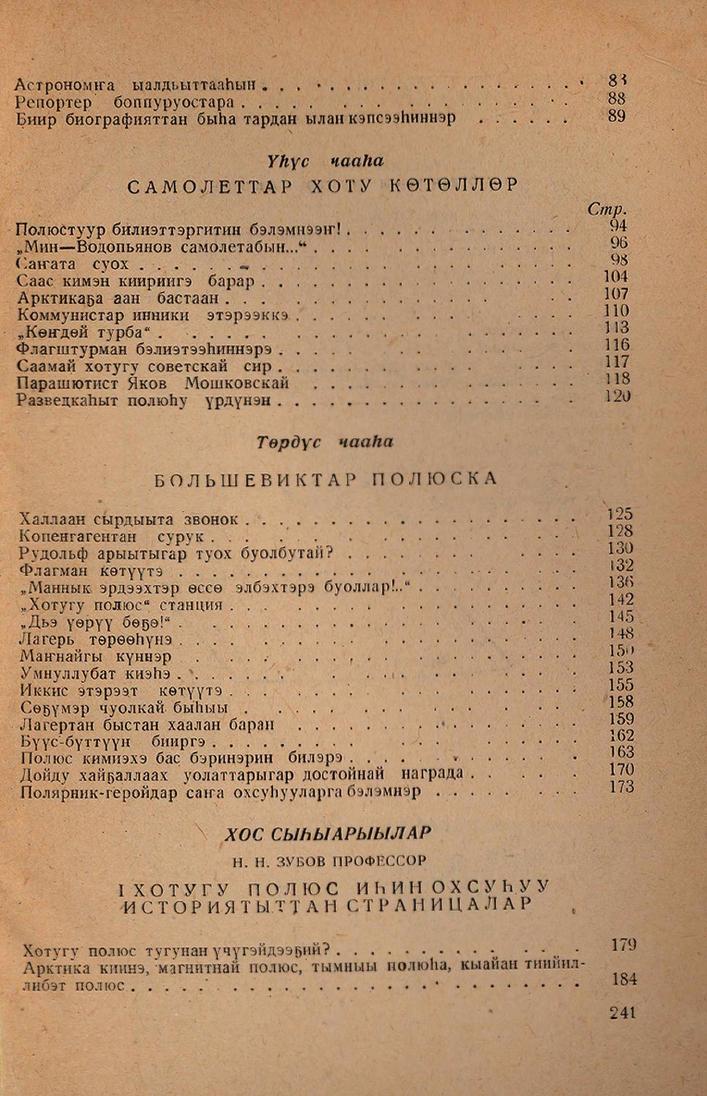 Астрономҥа ыалдьыттааһын . . . . . . . . . . . . . . . . 83
Репортер боппуруостара . . . . . . . . . . . . . . . . 88
Биир биографияттан быһа тардан ылан кэпсээһиннэр . . . . . . 89
Үһүс чааһа
САМОЛЕТТАР ХОТУ КӨТӨЛЛӨР
Стр.
Полюстуур билиэттэргитин бэлэмнээҥ! . . . . . . . . . . . . 94
„Мин—Водопьянов самолетабын...“ . . . . . . . . . . . . . 96
Саҥата суох . . . . . . . . . . . . . . . . . . . . 98
Саас кимэн киириигэ барар . . . . . . . . . . . . . . . 104
Арктикаҕа аан бастаан . . . . . . . . . . . . . . . . . 107
Коммунистар инники этэрээккэ . . . . . . . . . . . . . . 110
„Көҥдөй турба“ . . . . . . . . . . . . . . . . . . . 113
Флагштурман бэлиэтээһиннэрэ . . . . . . . . . . . . . . 116
Саамай хотугу советскай сир . . . . . . . . . . . . . . 117
Парашютист Яков Мошковскай . . . . . . . . . . . . . . 118
Разведкаһыт полюһу үрдүнэн . . . . . . . . . . . . . . . 120
Төрдүс чааһа
БОЛЬШЕВИКТАР ПОЛЮСКА
Халлаан сырдыыта звонок . . . . . . . . . . . . . . . . 125
Копенгагентан сурук . . . . . . . . . . . . . . . . . . 128
Рудольф арыытыгар туох буолбутай? . . . . . . . . . . . . 130
Флагман көтүүтэ . . . . . . . . . . . . . . . . . . . 132
„Маннык эрдээхтэр өссө элбэхтэрэ буоллар!..“ . . . . . . . . . 136
„Хотугу полюс“ станция . . . . . . . . . . . . . . . . . 142
„Дьэ үөрүү бөҕө!“ . . . . . . . . . . . . . . . . . . 145
Лагерь төрөөһүнэ . . . . . . . . . . . . . . . . . . . 148
Маҥнайгы күннэр . . . . . . . . . . . . . . . . . . . 150
Умнуллубат киэһэ . . . . . . . . . . . . . . . . . . . 153
Иккис этэрээт көтүүтэ . . . . . . . . . . . . . . . . . 155
Сөҕүмэр чуолкай быһыы . . . . . . . . . . . . . . . . . 158
Лагертан быстан хаалан баран . . . . . . . . . . . . . . 159
Бүүс-бүттүүн бииргэ . . . . . . . . . . . . . . . . . . 162
Полюс кимиэхэ бас бэринэрин билэрэ . . . . . . . . . . . . 163
Дойду хайҕаллаах уолаттарыгар достойнай награда . . . . . . 170
Полярник-геройдар саҥа охсуһууларга бэлэмнэр . . . . . . . . 173
ХОС СЫҺЫАРЫЫЛАР
Н. Н. ЗУБОВ ПРОФЕССОР
I ХОТУГУ ПОЛЮС ИҺИН ОХСУҺУУ
ИСТОРИЯТЫТТАН СТРАНИЦАЛАР
Хотугу полюс тугунан үчүгэйдээҕий? . . . . . . . . . . . . 179
Арктика киинэ, магнитнай полюс, тымныы полюһа, кыайан тиийил-
либэт полюс . . . . . . . . . . . . . . . . . . . . 184
241